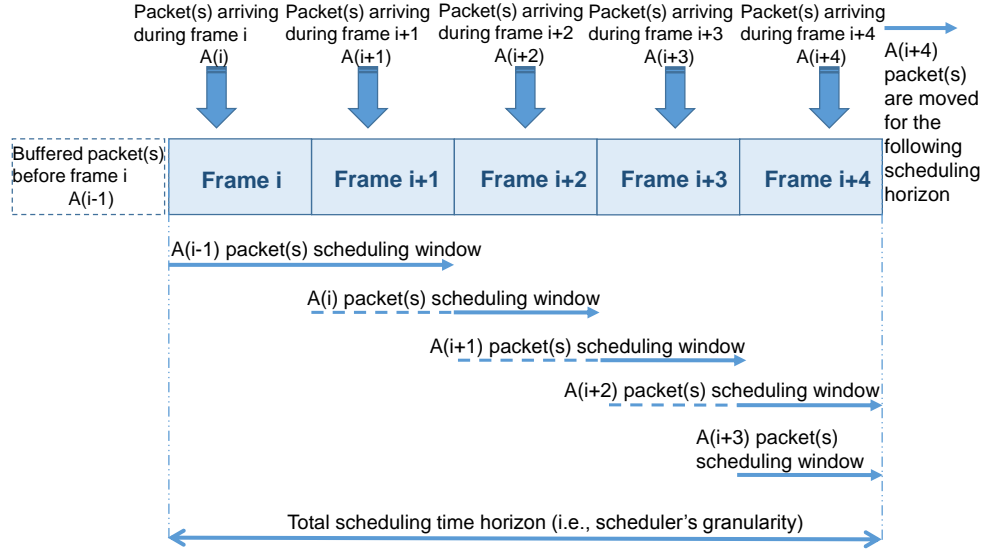 Packet(s) arriving
during frame i
A(i)
Packet(s) arriving
during frame i+1
A(i+1)
Packet(s) arriving
during frame i+2
A(i+2)
Packet(s) arriving
during frame i+3
A(i+3)
Packet(s) arriving
during frame i+4
A(i+4)
A(i+4)
packet(s)
are moved
for the
following
scheduling
horizon
Buffered packet(s)
before frame i
A(i-1)
Frame i
Frame i+1
Frame i+2
Frame i+3
Frame i+4
A(i-1) packet(s) scheduling window
A(i) packet(s) scheduling window
A(i+1) packet(s) scheduling window
A(i+2) packet(s) scheduling window
A(i+3) packet(s)
scheduling window
Total scheduling time horizon (i.e., scheduler's granularity)